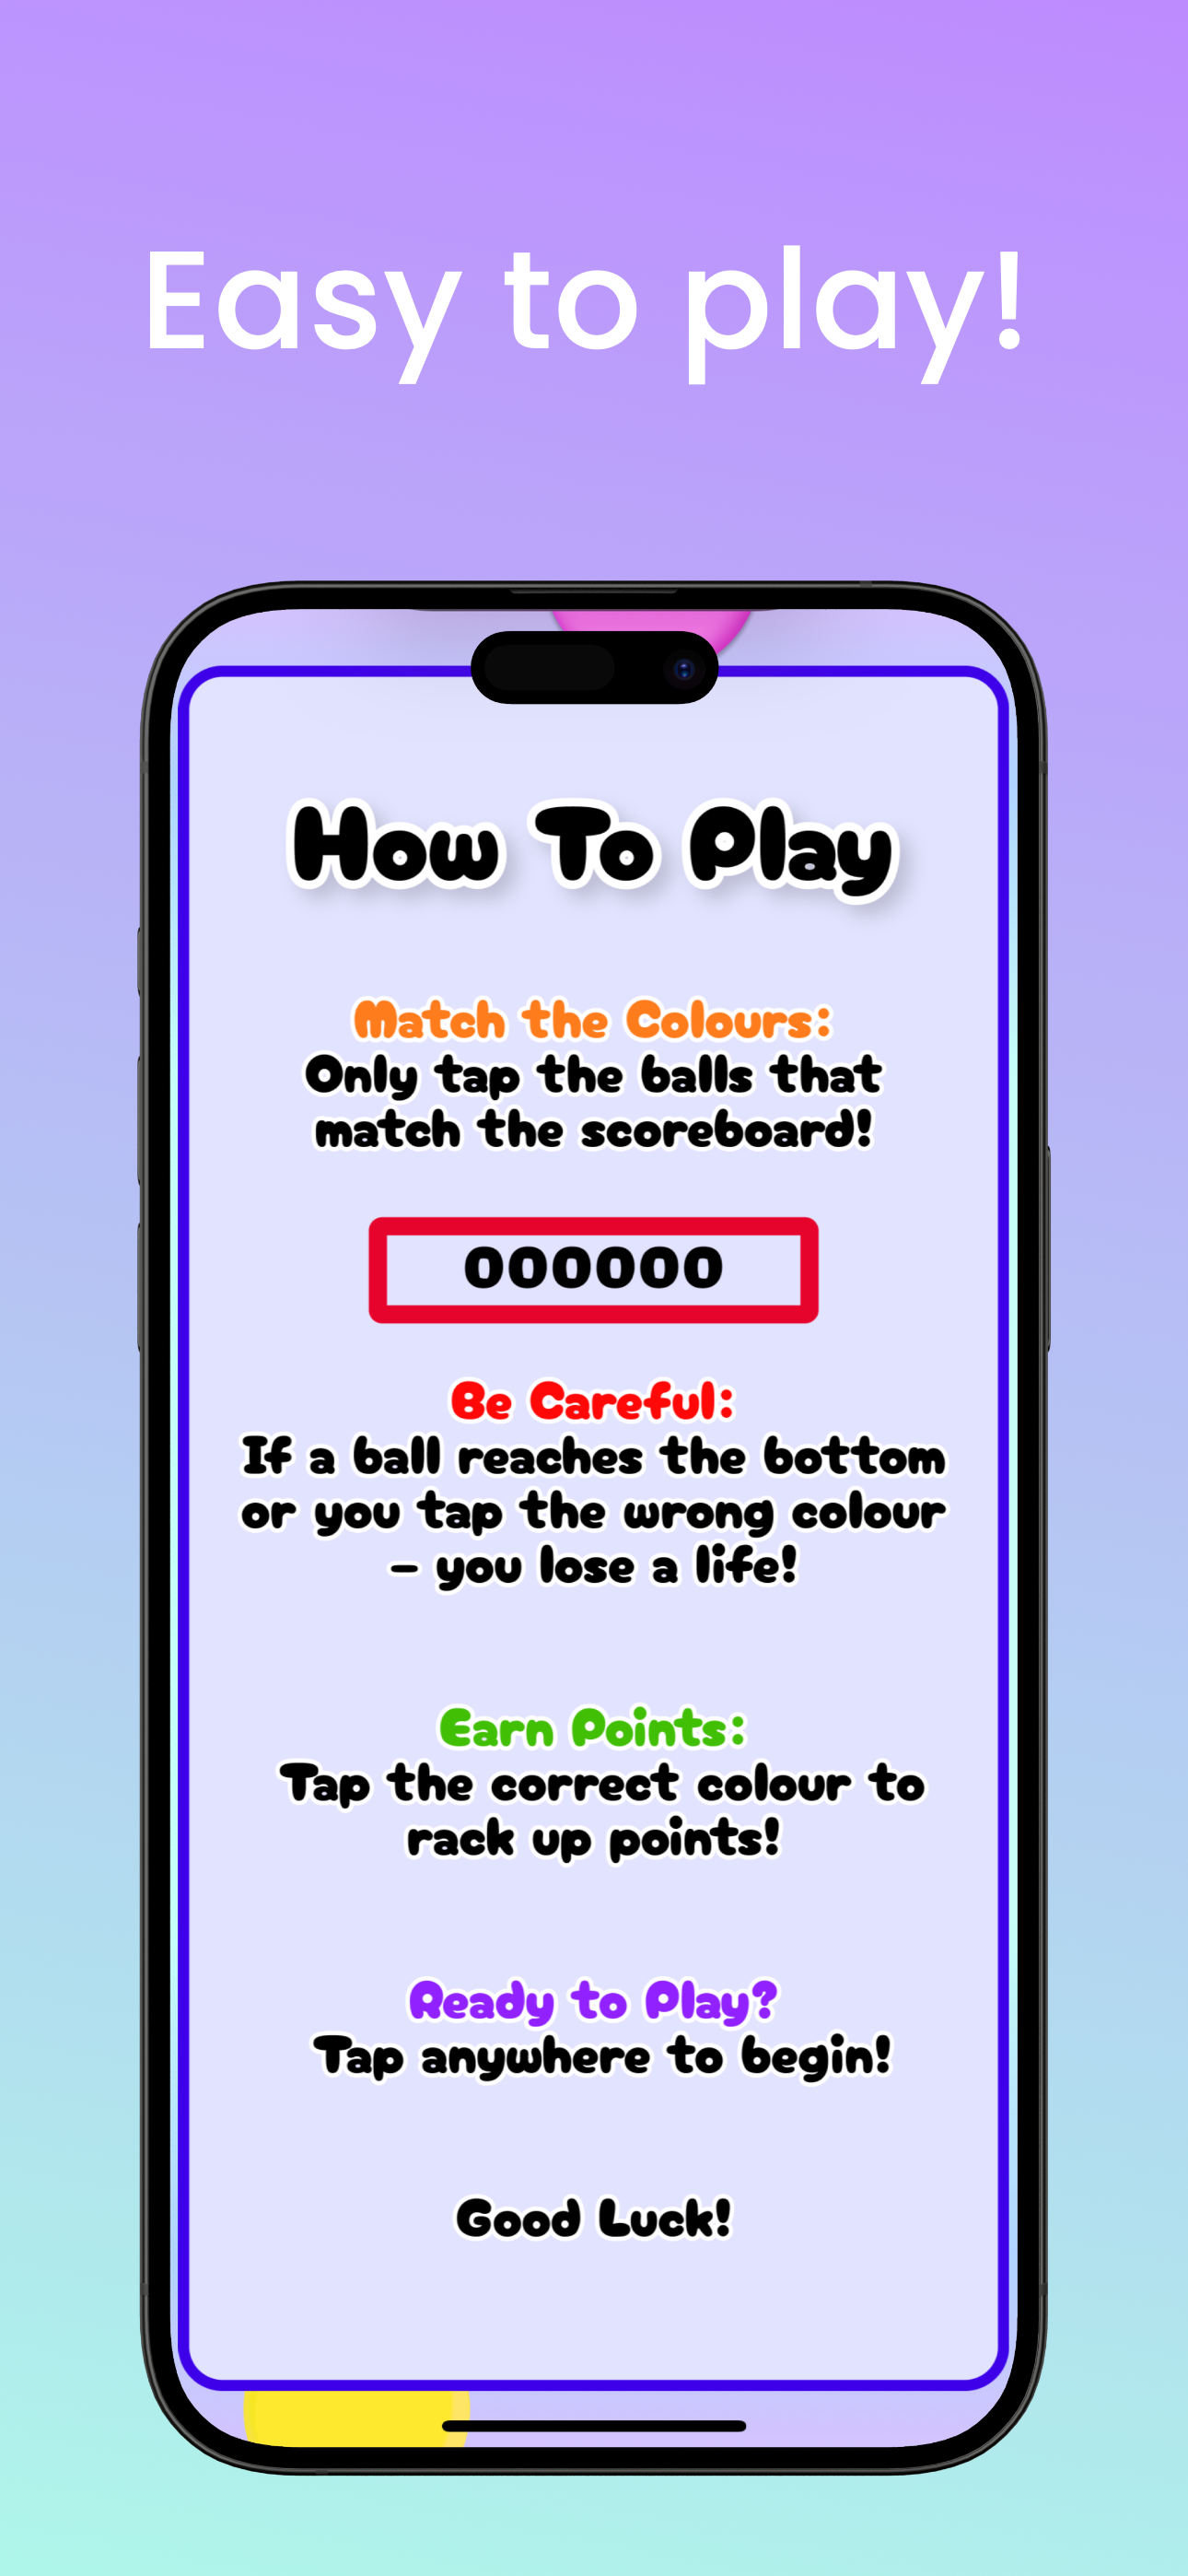 Easy to play!
How To Play
Match the Colours:
Only tap the balls that
match the scoreboard!
000000
Be Careful:
If a ball reaches the bottom
or you tap the wrong colour
– you lose a life!
Earn Points:
Tap the correct colour to
rack up points!
Ready to Play?
Tap anywhere to begin!
Good Luck!